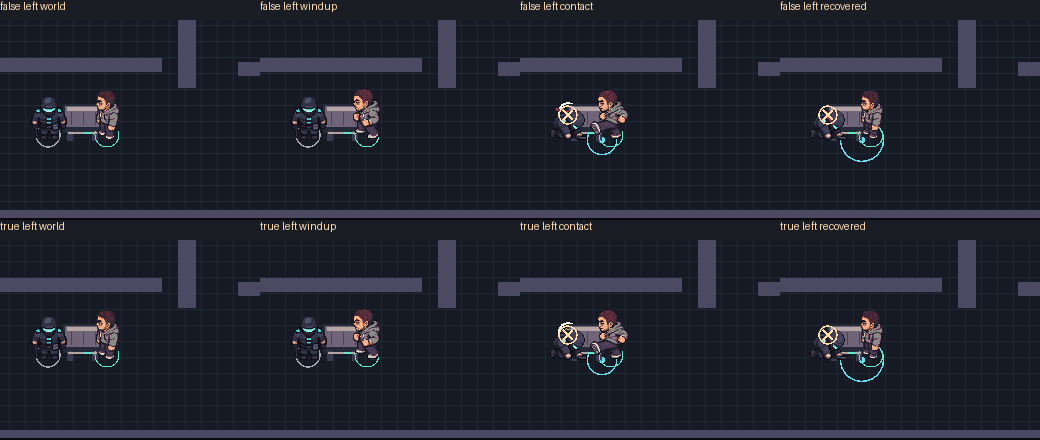 false left world
false left windup
false left contact
false left recovered
true left world
true left windup
true left contact
true left recovered